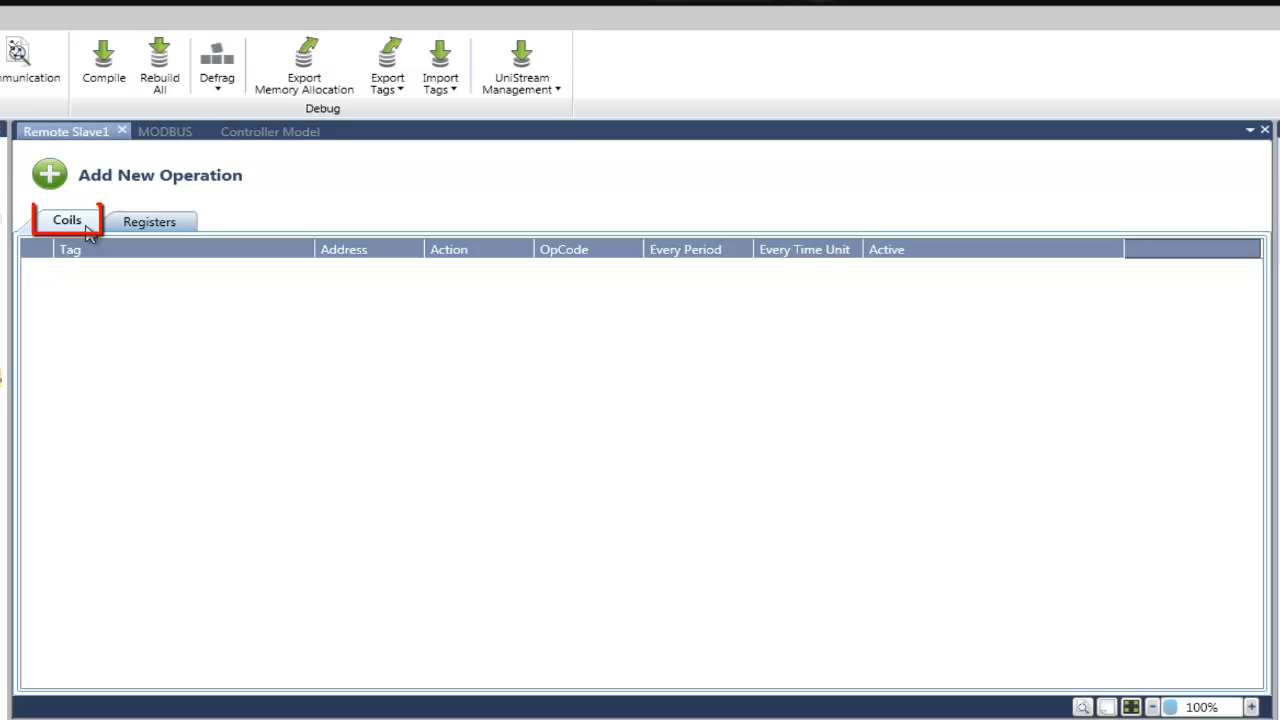 mmunication
Compile
Rebuild
All
Defrag
Export
Memory Allocation
Export
Tags
Import
Tags
UniStream
Management
Debug
Remote Slave1
MODBUS
Controller Model
Add New Operation
Coils
Registers
Tag
Address
Action
OpCode
Every Period
Every Time Unit
Active
100%